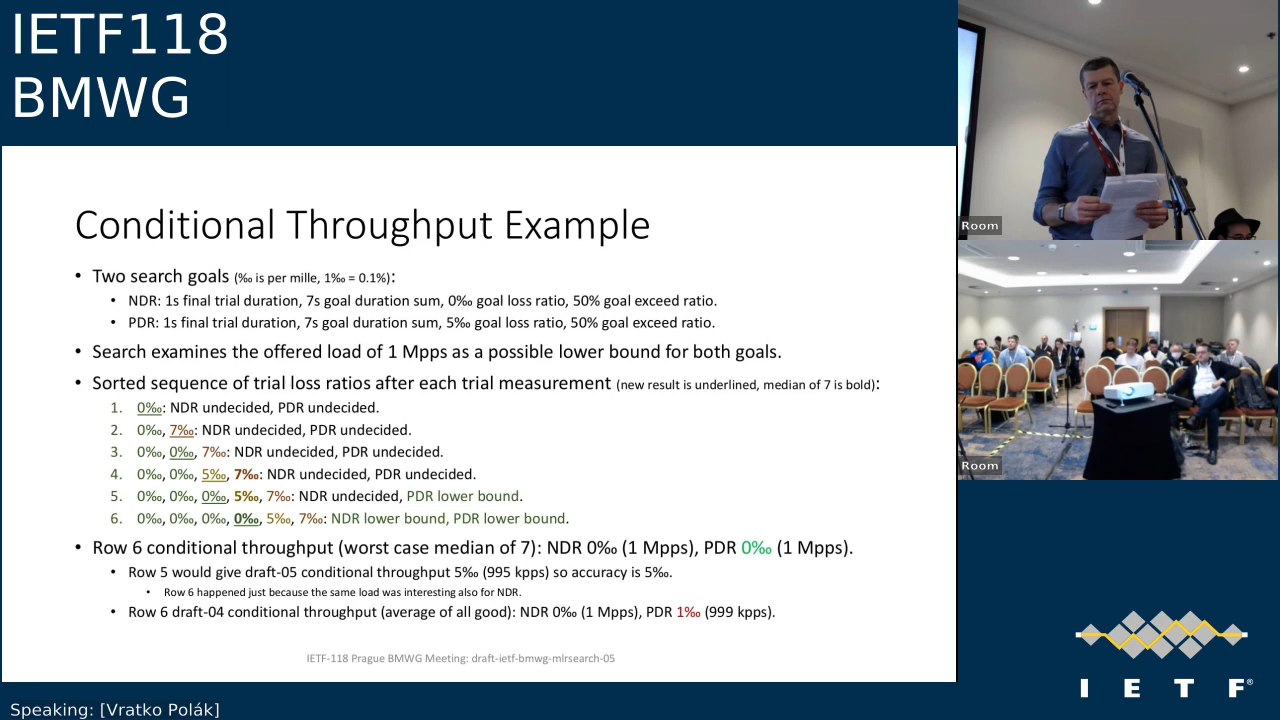 IETF118
BMWG
Conditional Throughput Example
• Two search goals (‰ is per mille, 1‰ = 0.1%):
• NDR: 1s final trial duration, 7s goal duration sum, 0‰ goal loss ratio, 50% goal exceed ratio.
• PDR: 1s final trial duration, 7s goal duration sum, 5‰ goal loss ratio, 50% goal exceed ratio.
• Search examines the offered load of 1 Mpps as a possible lower bound for both goals.
• Sorted sequence of trial loss ratios after each trial measurement (new result is underlined, median of 7 is bold):
1. 0‰: NDR undecided, PDR undecided.
2. 0‰, 7‰: NDR undecided, PDR undecided.
3. 0‰, 0‰, 7‰: NDR undecided, PDR undecided.
4. 0‰, 0‰, 5‰, 7‰: NDR undecided, PDR undecided.
5. 0‰, 0‰, 0‰, 5‰, 7‰: NDR undecided, PDR lower bound.
6. 0‰, 0‰, 0‰, 0‰, 5‰, 7‰: NDR lower bound, PDR lower bound.
• Row 6 conditional throughput (worst case median of 7): NDR 0‰ (1 Mpps), PDR 0‰ (1 Mpps).
• Row 5 would give draft-05 conditional throughput 5‰ (995 kpps) so accuracy is 5‰.
• Row 6 happened just because the same load was interesting also for NDR.
• Row 6 draft-04 conditional throughput (average of all good): NDR 0‰ (1 Mpps), PDR 1‰ (999 kpps).
IETF-118 Prague BMWG Meeting: draft-ietf-bmwg-mlrsearch-05
Room
Room
I E T F®
Speaking: [Vratko Polák]